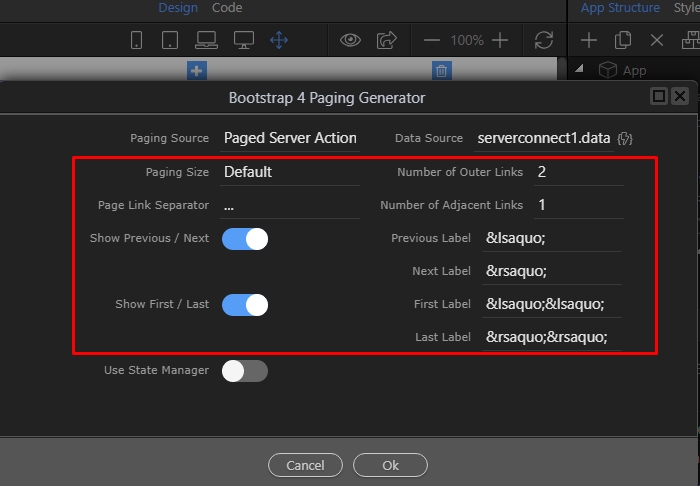 Design Code
App Structure Style
100%
App
Bootstrap 4 Paging Generator
Paging Source Paged Server Action Data Source serverconnect1.data
Paging Size Default Number of Outer Links 2
Page Link Separator ... Number of Adjacent Links 1
Show Previous / Next Previous Label &lsaquo;
Next Label &rsaquo;
Show First / Last First Label &lsaquo;&lsaquo;
Last Label &rsaquo;&rsaquo;
Use State Manager
Cancel Ok